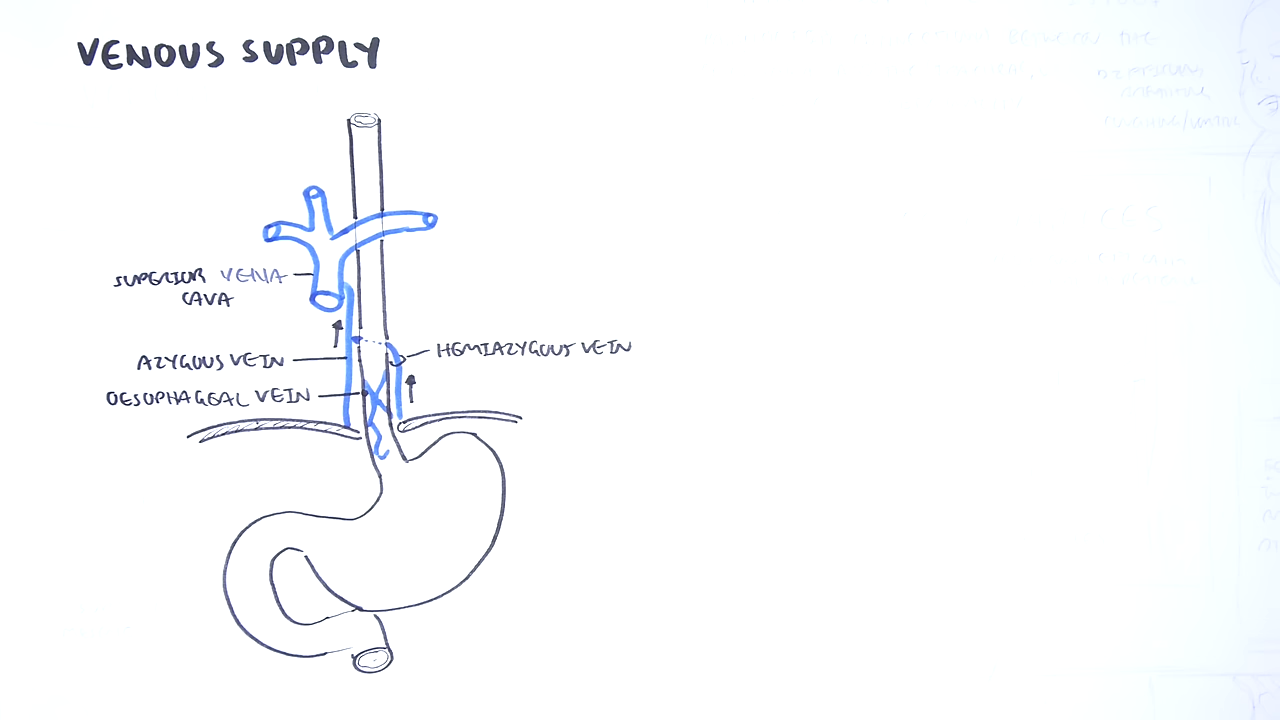 VENOUS SUPPLY
SUPERIOR VENA
CAVA
AZYGOUS VEIN
HEMIAZYGOUS VEIN
OESOPHAGEAL VEIN